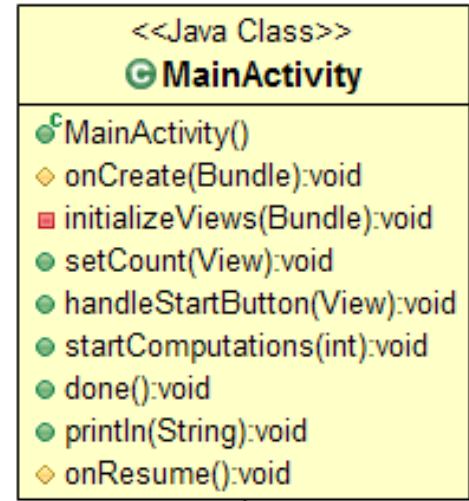 <<Java Class>>
C MainActivity
C MainActivity()
onCreate(Bundle):void
initializeViews(Bundle):void
setCount(View):void
handleStartButton(View):void
startComputations(int):void
done():void
println(String):void
onResume():void